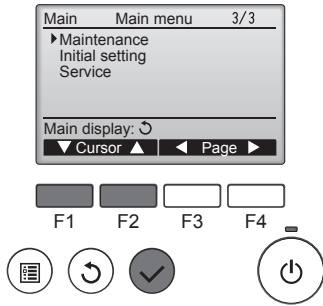 Main Main menu 3/3
Maintenance
Initial setting
Service
Main display:
Cursor Page
F1 F2 F3 F4